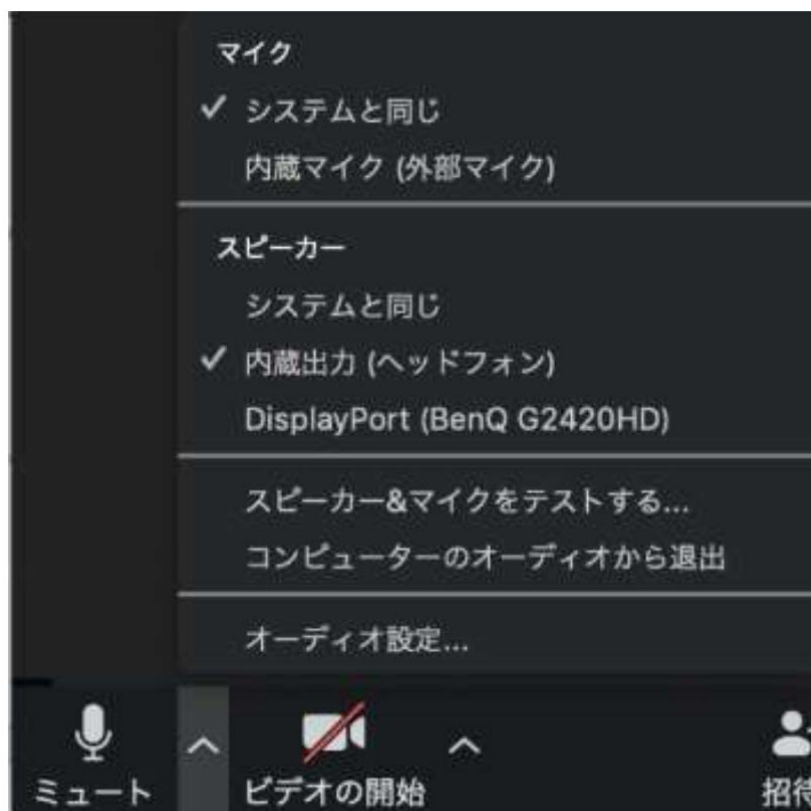 マイク
システムと同じ
内蔵マイク (外部マイク)
スピーカー
システムと同じ
内蔵出力 (ヘッドフォン)
DisplayPort (BenQ G2420HD)
スピーカー&マイクをテストする...
コンピューターのオーディオから退出
オーディオ設定...
ミュート
ビデオの開始
招待